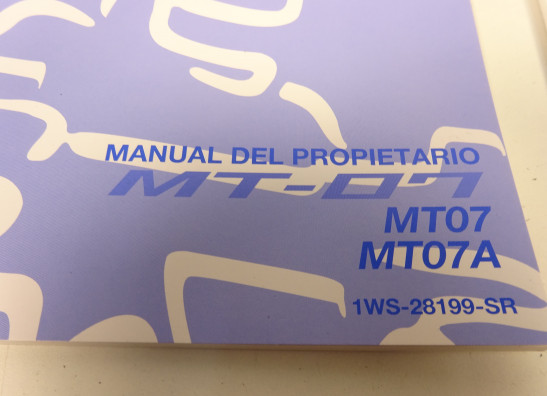 MANUAL DEL PROPIETARIO
MT-07
MT07
MT07A
1WS-28199-SR